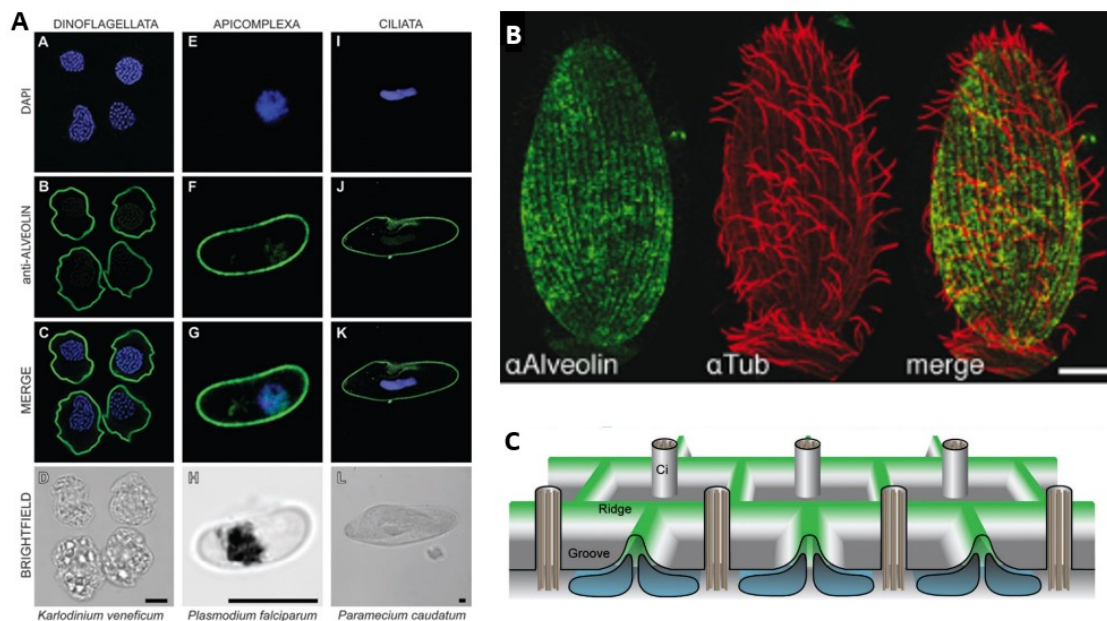 A
DINOFLAGELLATA
APICOMPLEXA
CILIATA
DAPI
A
E
I
anti-ALVEOLIN
B
F
J
MERGE
C
G
K
BRIGHTFIELD
D
H
L
Karlodinium veneficum
Plasmodium falciparum
Paramecium caudatum
B
αAlveolin
αTub
merge
C
Ci
Ridge
Groove